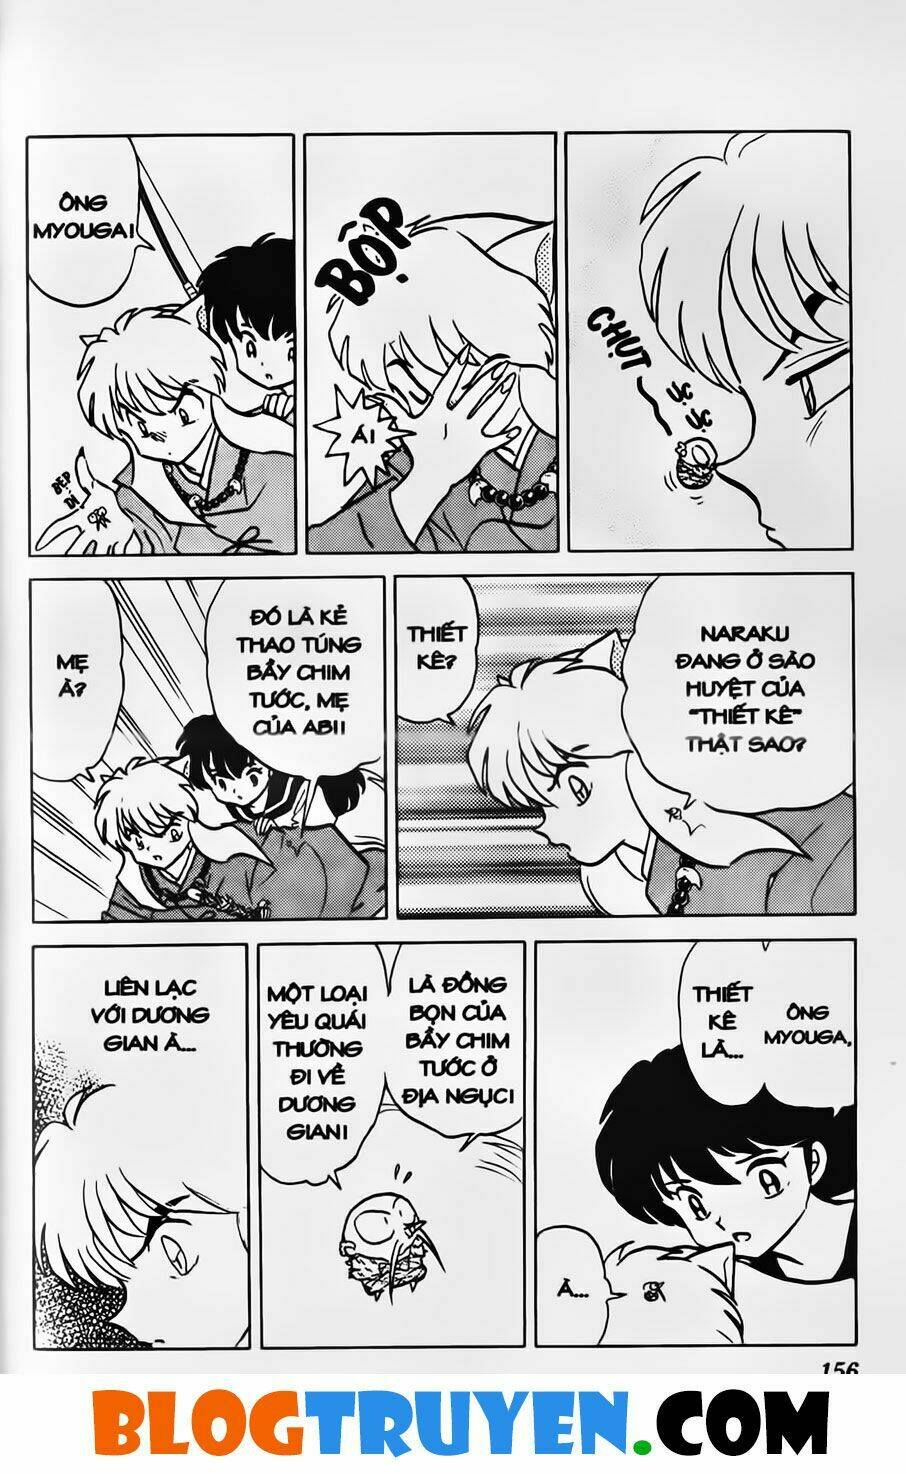 CHỤT
ỰC
ỰC
BỘP
ÁI
ÔNG
MYOUGA!
BẸP
DÍ
NARAKU
ĐANG Ở SÀO
HUYỆT CỦA
"THIẾT KÊ"
THẬT SAO?
THIẾT
KÊ?
ĐÓ LÀ KẺ
THAO TÚNG
BẦY CHIM
TƯỚC, MẸ
CỦA ABI!
MẸ
À?
ÔNG
MYOUGA,
THIẾT
KÊ
LÀ...
À...
LÀ ĐỒNG
BỌN CỦA
BẦY CHIM
TƯỚC Ở
ĐỊA NGỤC!
MỘT LOẠI
YÊU QUÁI
THƯỜNG
ĐI VỀ
DƯƠNG
GIAN!
LIÊN LẠC
VỚI DƯƠNG
GIAN À...
156
BLOGTRUYEN.COM